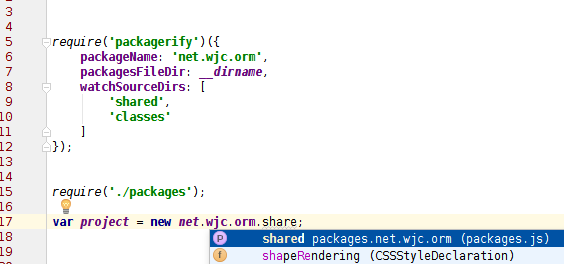 3
4
5 require('packagerify')({
6 packageName: 'net.wjc.orm',
7 packagesFileDir: __dirname,
8 watchSourceDirs: [
9 'shared',
10 'classes'
11 ]
12 });
13
14
15 require('./packages');
16
17 var project = new net.wjc.orm.share;
18 P shared packages.net.wjc.orm (packages.js)
19 f shapeRendering (CSSStyleDeclaration)